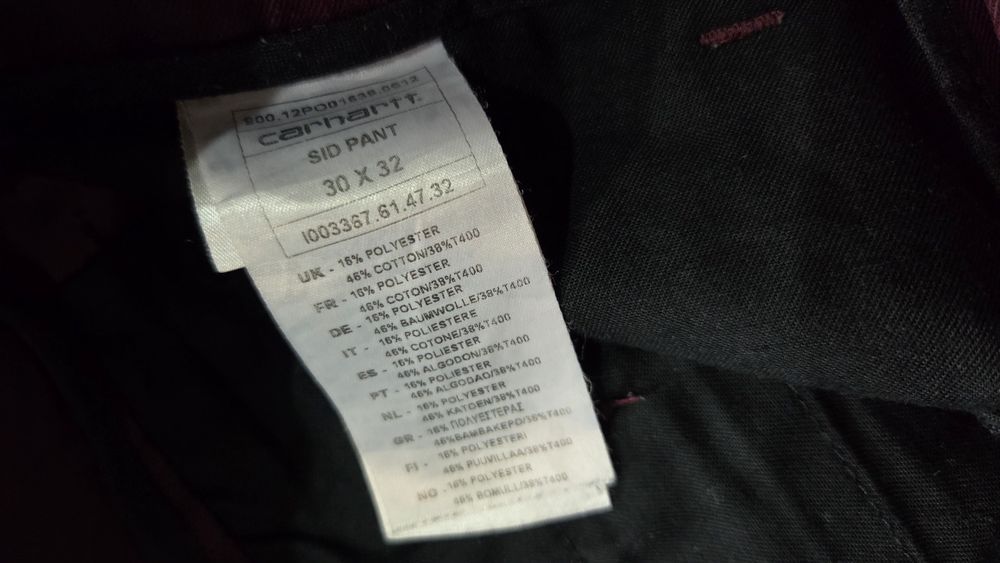 S00.12PO01638.0612
carhartt
SID PANT
30 X 32
I003367.61.47.32
UK - 16% POLYESTER
46% COTTON/38%T400
FR - 16% POLYESTER
46% COTON/38%T400
DE - 16% POLYESTER
46% BAUMWOLLE/38%T400
IT - 16% POLIESTERE
46% COTONE/38%T400
ES - 16% POLIESTER
46% ALGODON/38%T400
PT - 16% POLIESTER
46% ALGODAO/38%T400
NL - 16% POLYESTER
46% KATOEN/38%T400
GR - 16% ΠΟΛΥΕΣΤΕΡΑΣ
46%BAMBAKEPO/38%T400
FI - 16% POLYESTERI
46% PUUVILLAA/38%T400
NO - 16% POLYESTER
46% BOMULL/38%T400